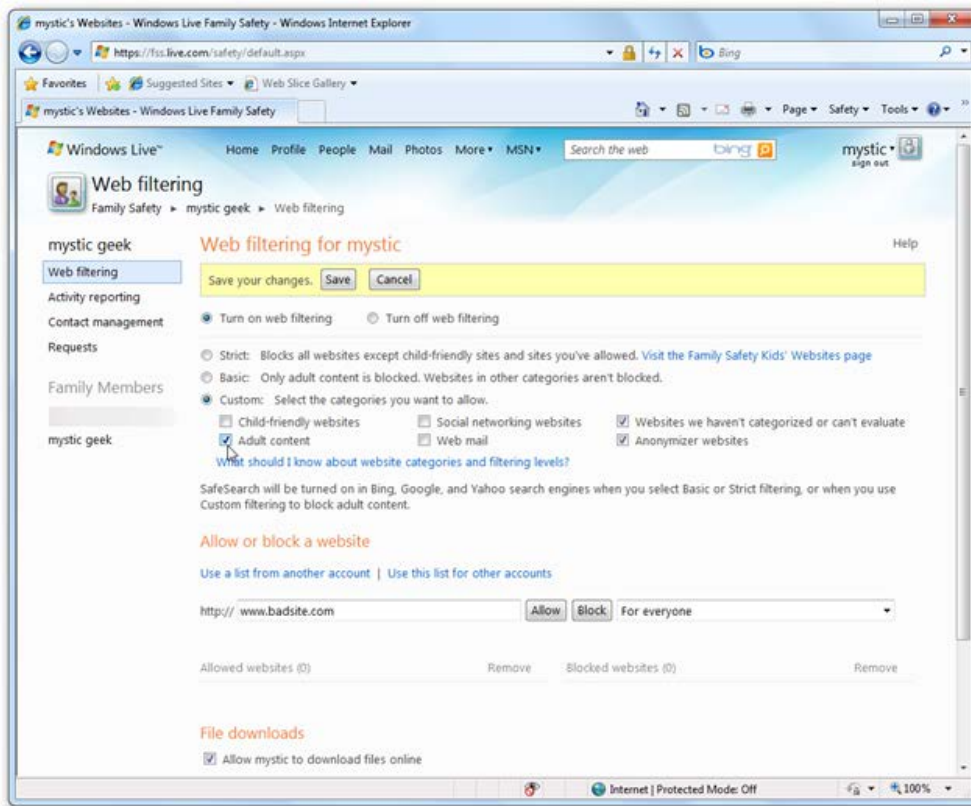 mystic's Websites - Windows Live Family Safety - Windows Internet Explorer
https://fss.live.com/safety/default.aspx Bing
Favorites Suggested Sites Web Slice Gallery
mystic's Websites - Windows Live Family Safety Page Safety Tools
Windows Live™ Home Profile People Mail Photos More MSN Search the web bing mystic
sign out
Web filtering
Family Safety ▸ mystic geek ▸ Web filtering
mystic geek Web filtering for mystic Help
Web filtering Save your changes. Save Cancel
Activity reporting
Contact management Turn on web filtering Turn off web filtering
Requests
Strict: Blocks all websites except child-friendly sites and sites you've allowed. Visit the Family Safety Kids' Websites page
Basic: Only adult content is blocked. Websites in other categories aren't blocked.
Family Members
Custom: Select the categories you want to allow.
Child-friendly websites Social networking websites Websites we haven't categorized or can't evaluate
mystic geek Adult content Web mail Anonymizer websites
What should I know about website categories and filtering levels?
SafeSearch will be turned on in Bing, Google, and Yahoo search engines when you select Basic or Strict filtering, or when you use
Custom filtering to block adult content.
Allow or block a website
Use a list from another account | Use this list for other accounts
http:// www.badsite.com Allow Block For everyone
Allowed websites (0) Remove Blocked websites (0) Remove
File downloads
Allow mystic to download files online
Internet | Protected Mode: Off 100%